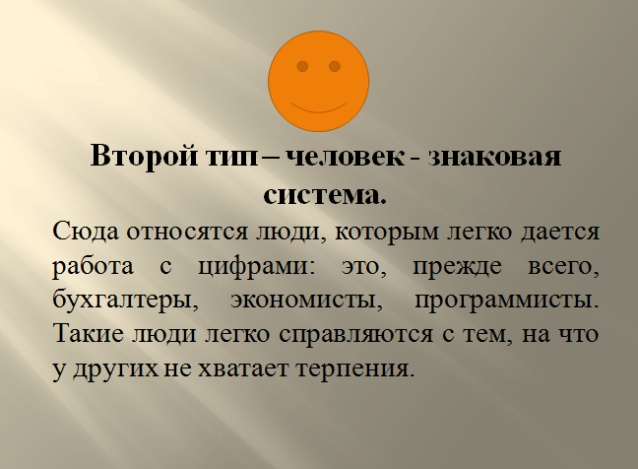 Второй тип – человек - знаковая
система.
Сюда относятся люди, которым легко дается
работа с цифрами: это, прежде всего,
бухгалтеры, экономисты, программисты.
Такие люди легко справляются с тем, на что
у других не хватает терпения.